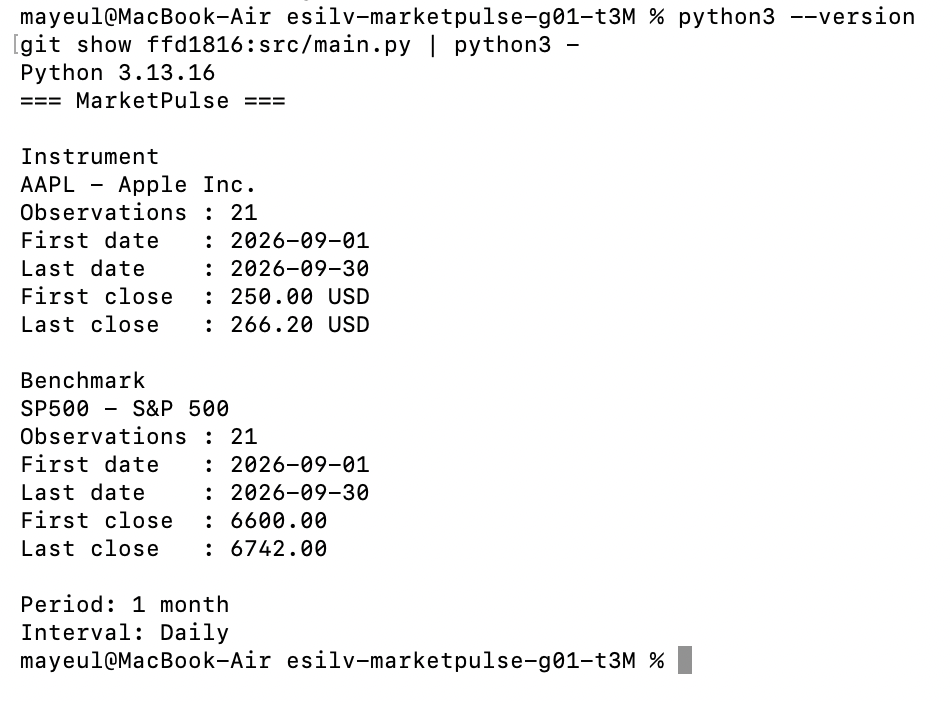 mayeul@MacBook-Air esilv-marketpulse-g01-t3M % python3 --version
[git show ffd1816:src/main.py | python3 -
Python 3.13.16
=== MarketPulse ===
Instrument
AAPL - Apple Inc.
Observations : 21
First date   : 2026-09-01
Last date    : 2026-09-30
First close  : 250.00 USD
Last close   : 266.20 USD
Benchmark
SP500 - S&P 500
Observations : 21
First date   : 2026-09-01
Last date    : 2026-09-30
First close  : 6600.00
Last close   : 6742.00
Period: 1 month
Interval: Daily
mayeul@MacBook-Air esilv-marketpulse-g01-t3M %